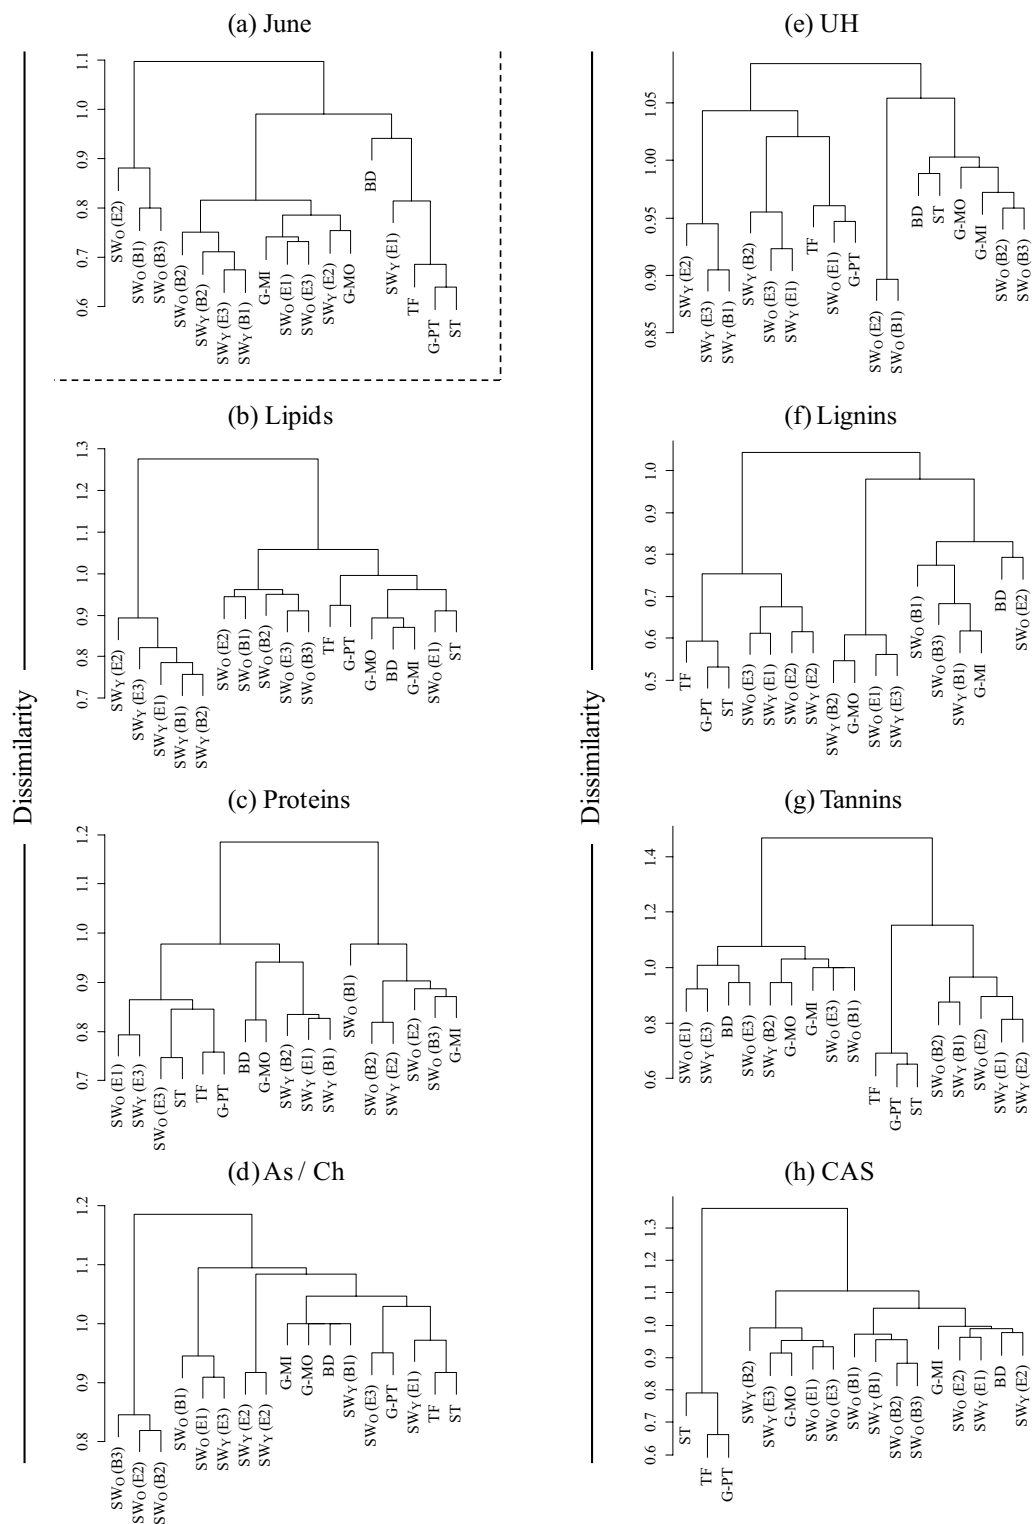 (a) June
1.1
1.0
0.9
0.8
0.7
0.6
SWO (E2)
SWO (B1)
SWO (B3)
SWO (B2)
SWY (B2)
SWY (E3)
SWY (B1)
G-MI
SWO (E1)
SWO (E3)
SWY (E2)
G-MO
BD
SWY (E1)
TF
G-PT
ST
(b) Lipids
1.3
1.2
1.1
1.0
0.9
0.8
0.7
SWY (E2)
SWY (E3)
SWY (E1)
SWY (B1)
SWY (B2)
SWO (E2)
SWO (B1)
SWO (B2)
SWO (E3)
SWO (B3)
TF
G-PT
G-MO
BD
G-MI
SWO (E1)
ST
Dissimilarity
(c) Proteins
1.2
1.1
1.0
0.9
0.8
0.7
SWO (E1)
SWY (E3)
SWO (E3)
ST
TF
G-PT
BD
G-MO
SWY (B2)
SWY (E1)
SWY (B1)
SWO (B1)
SWO (B2)
SWY (E2)
SWO (E2)
SWO (B3)
G-MI
(d) As / Ch
1.2
1.1
1.0
0.9
0.8
SWO (B3)
SWO (E2)
SWO (B2)
SWO (B1)
SWO (E1)
SWY (E3)
SWY (E2)
SWY (E2)
G-MI
G-MO
BD
SWY (B1)
SWO (E3)
G-PT
SWY (E1)
TF
ST
(e) UH
1.05
1.00
0.95
0.90
0.85
SWY (E2)
SWY (E3)
SWY (B1)
SWY (B2)
SWO (E3)
SWY (E1)
TF
SWO (E1)
G-PT
SWO (E2)
SWO (B1)
BD
ST
G-MO
G-MI
SWO (B2)
SWO (B3)
(f) Lignins
1.0
0.9
0.8
0.7
0.6
0.5
TF
G-PT
ST
SWO (E3)
SWY (E1)
SWO (E2)
SWY (E2)
SWY (B2)
G-MO
SWO (E1)
SWY (E3)
SWO (B1)
SWO (B3)
SWY (B1)
G-MI
BD
SWO (E2)
Dissimilarity
(g) Tannins
1.4
1.2
1.0
0.8
0.6
SWO (E1)
SWY (E3)
BD
SWO (E3)
SWY (B2)
G-MO
G-MI
SWO (E3)
SWO (B1)
TF
G-PT
ST
SWO (B2)
SWY (B1)
SWO (E2)
SWY (E1)
SWY (E2)
(h) CAS
1.3
1.2
1.1
1.0
0.9
0.8
0.7
0.6
ST
TF
G-PT
SWY (B2)
SWY (E3)
G-MO
SWO (E1)
SWO (E3)
SWO (B1)
SWY (B1)
SWO (B2)
SWO (B3)
G-MI
SWO (E2)
SWY (E1)
BD
SWY (E2)